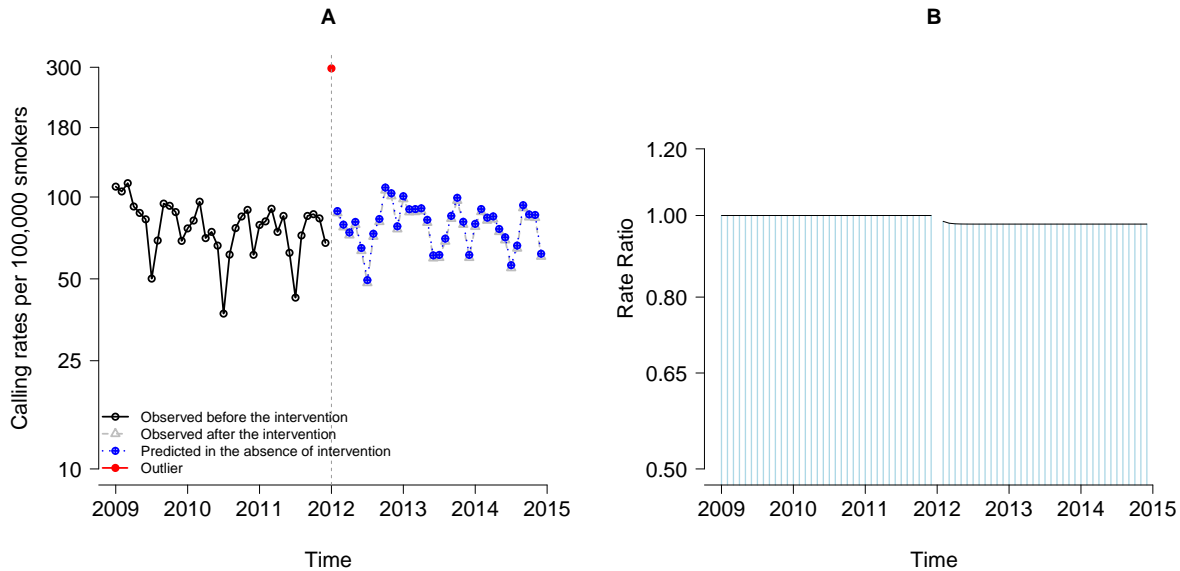 A
Calling rates per 100,000 smokers
300
180
100
50
25
10
Observed before the intervention
Observed after the intervention
Predicted in the absence of intervention
Outlier
2009 2010 2011 2012 2013 2014 2015
Time
B
Rate Ratio
1.20
1.00
0.80
0.65
0.50
2009 2010 2011 2012 2013 2014 2015
Time